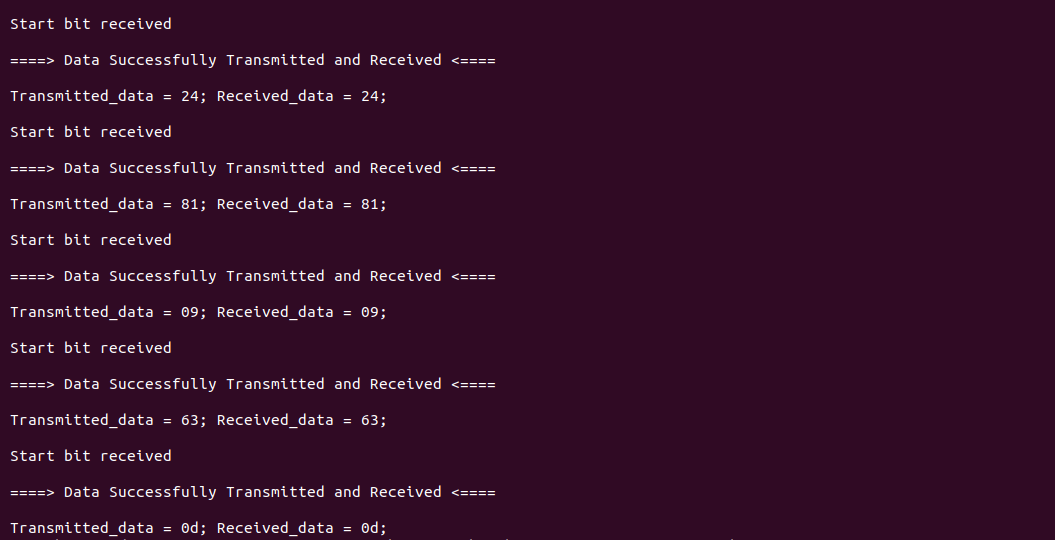 Start bit received
====> Data Successfully Transmitted and Received <====
Transmitted_data = 24; Received_data = 24;
Start bit received
====> Data Successfully Transmitted and Received <====
Transmitted_data = 81; Received_data = 81;
Start bit received
====> Data Successfully Transmitted and Received <====
Transmitted_data = 09; Received_data = 09;
Start bit received
====> Data Successfully Transmitted and Received <====
Transmitted_data = 63; Received_data = 63;
Start bit received
====> Data Successfully Transmitted and Received <====
Transmitted_data = 0d; Received_data = 0d;